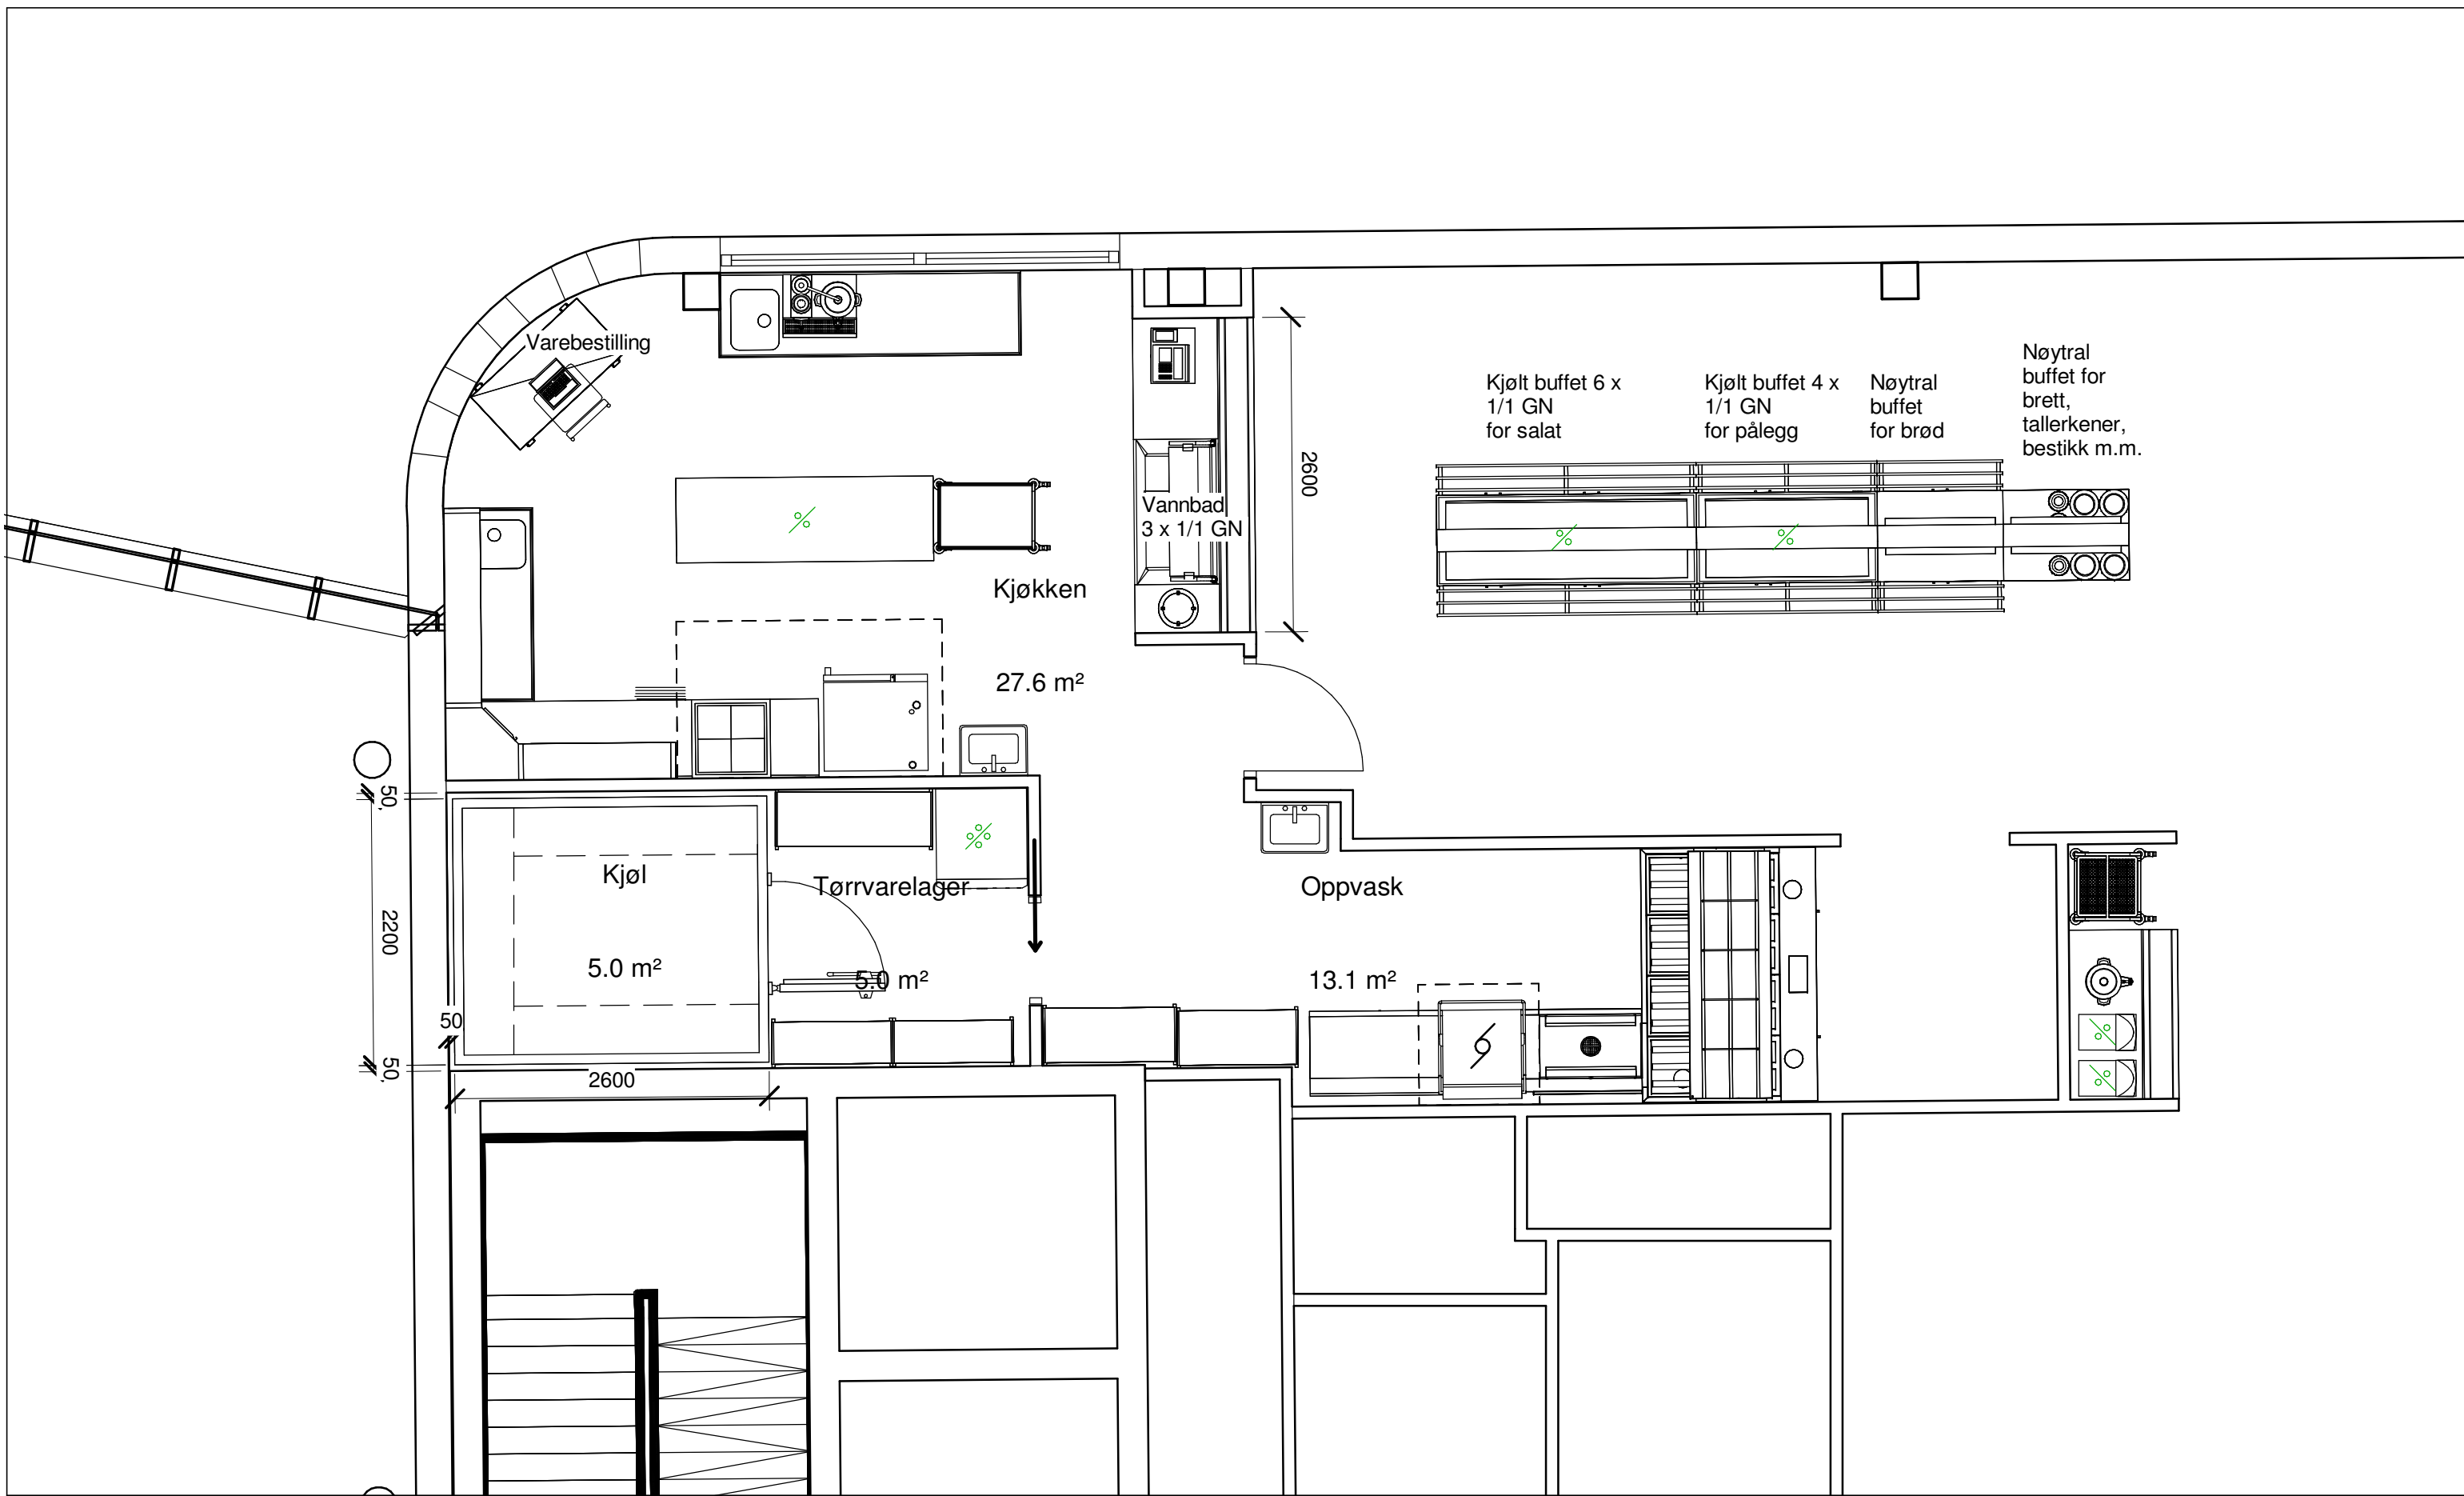 Varebestilling
Kjølt buffet 6 x
1/1 GN
for salat
Kjølt buffet 4 x
1/1 GN
for pålegg
Nøytral
buffet
for brød
Nøytral
buffet for
brett,
tallerkener,
bestikk m.m.
2600
Vannbad
3 x 1/1 GN
Kjøkken
27.6 m²
50,
2200
50,
50
2600
Kjøl
5.0 m²
Tørrvarelager
5.0 m²
Oppvask
13.1 m²